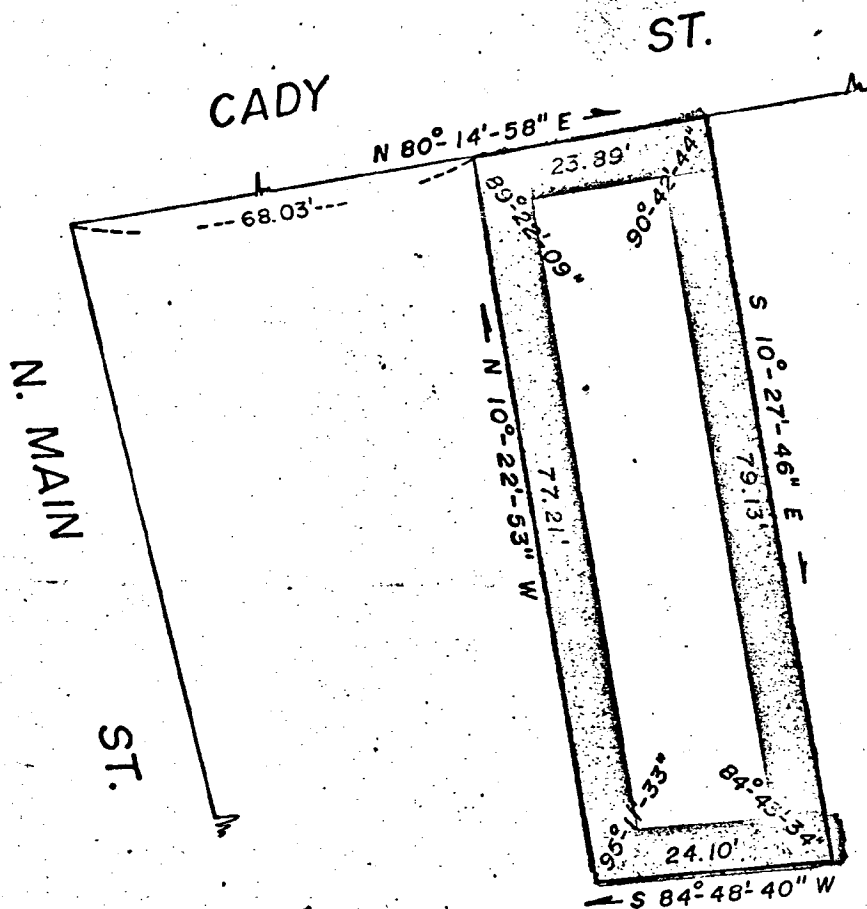 ST.
CADY
N 80°-14'-58" E
23.89'
68.03'
89°-22'-09"
90°-42'-44"
N. MAIN
ST.
N 10°-22'-53" W
77.21'
S 10°-27'-46" E
79.13'
84°-43'-34"
24.10'
S 84°-48'-40" W